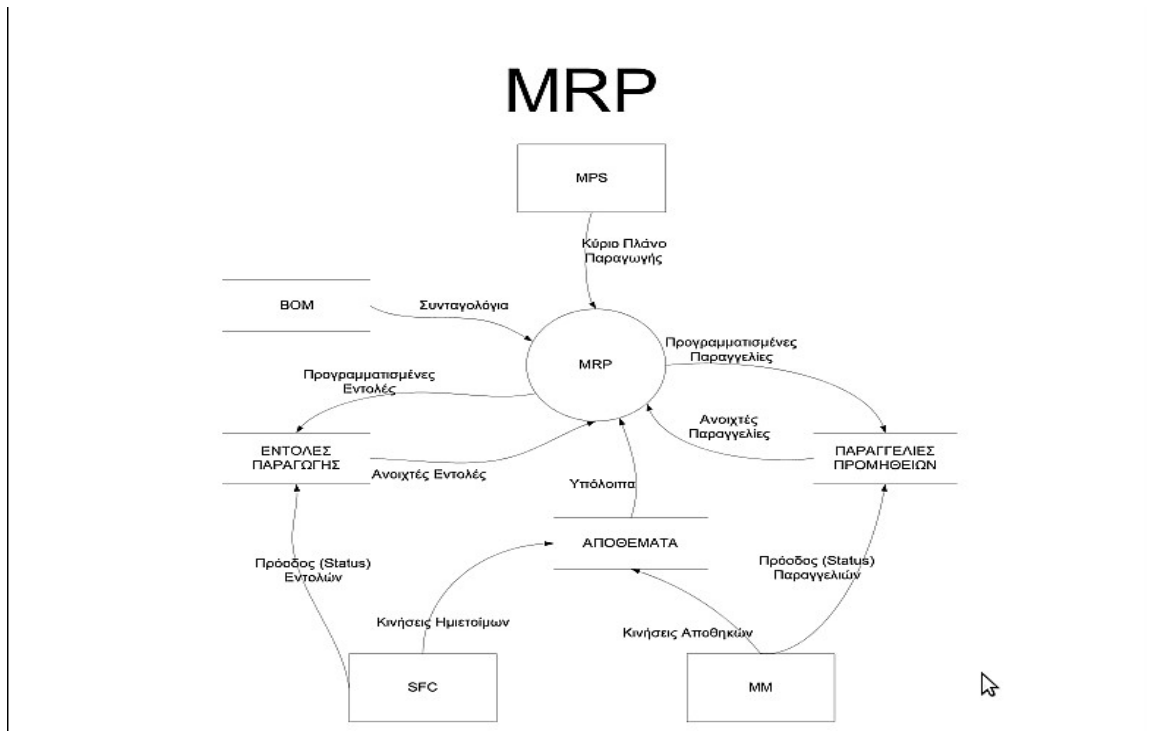 MRP
MPS
Κύριο Πλάνο
Παραγωγής
BOM
Συνταγολόγια
MRP
Προγραμματισμένες
Παραγγελίες
Προγραμματισμένες
Εντολές
Ανοιχτές
Παραγγελίες
ΕΝΤΟΛΕΣ
ΠΑΡΑΓΩΓΗΣ
Ανοιχτές Εντολές
ΠΑΡΑΓΓΕΛΙΕΣ
ΠΡΟΜΗΘΕΙΩΝ
Υπόλοιπα
ΑΠΟΘΕΜΑΤΑ
Πρόοδος (Status)
Εντολών
Πρόοδος (Status)
Παραγγελιών
Κινήσεις Ημιετοίμων
Κινήσεις Αποθηκών
SFC
MM